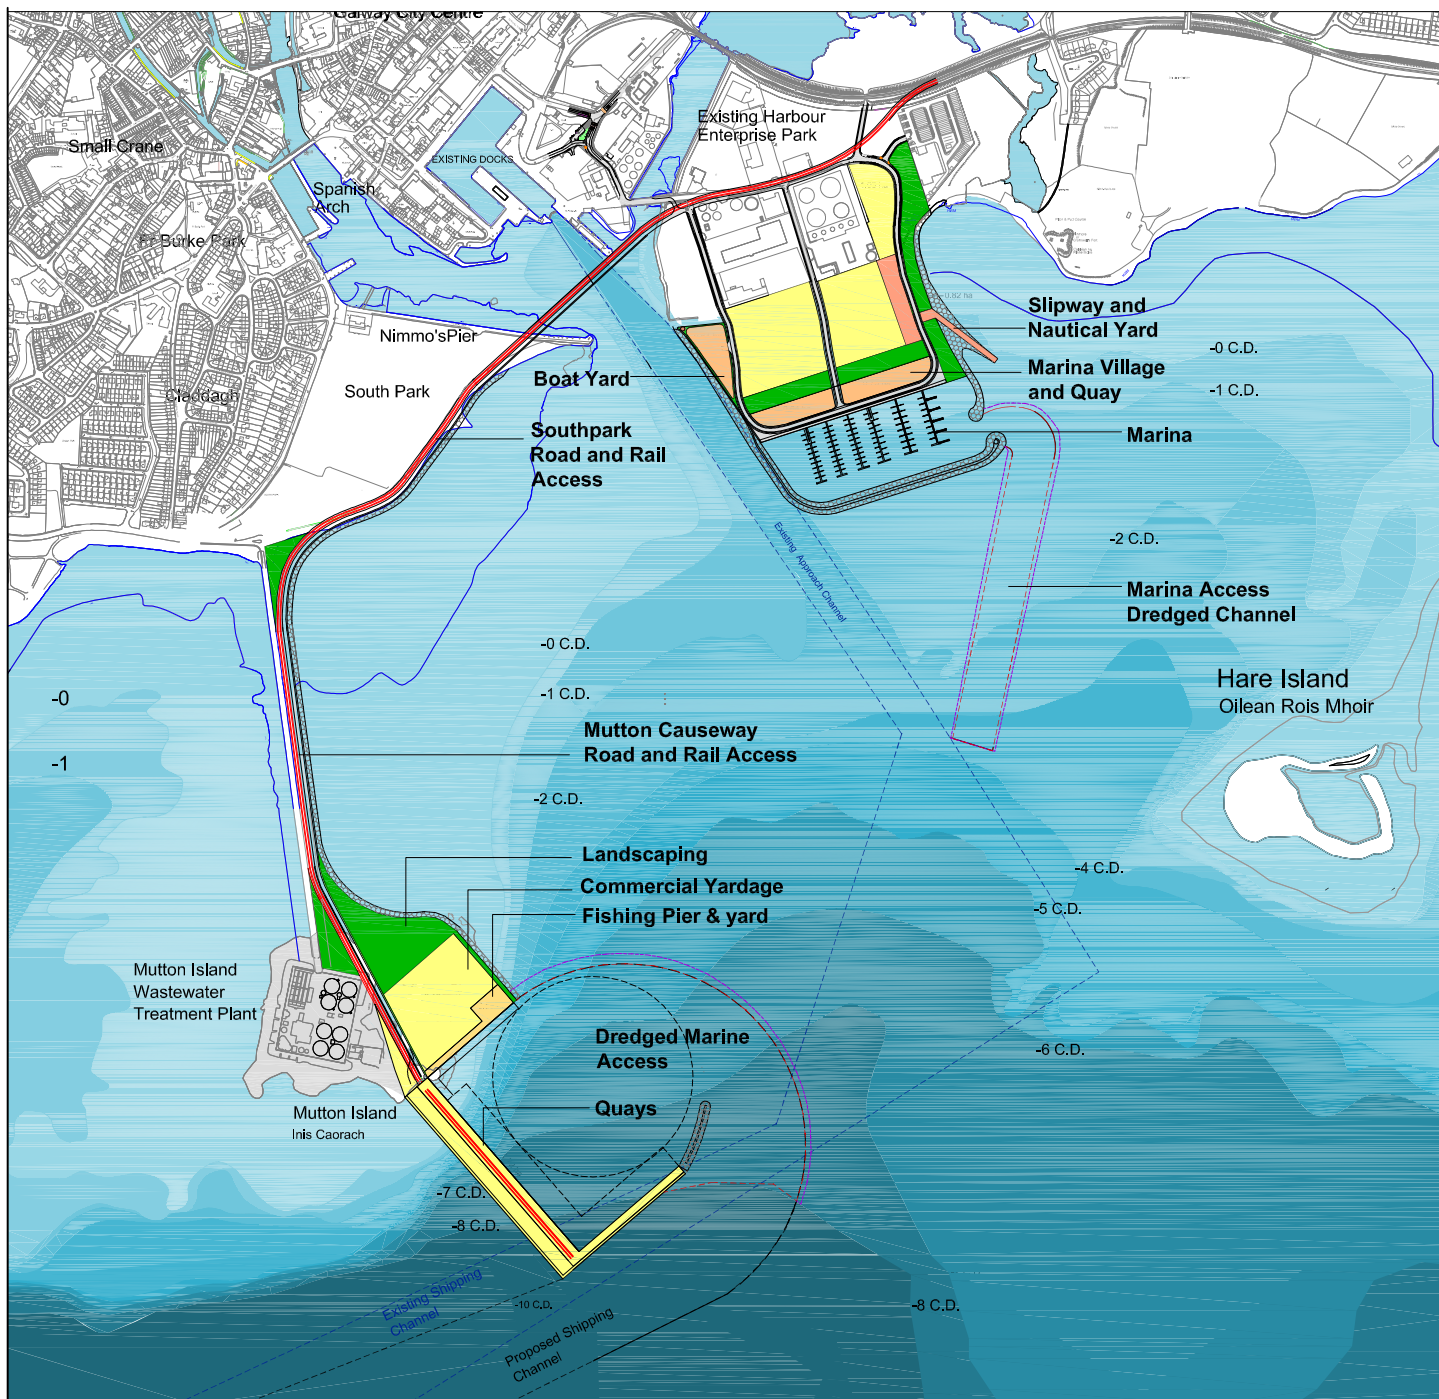 Galway City Centre
Existing Harbour
Enterprise Park
Small Crane
EXISTING DOCKS
Spanish
Arch
Fr Burke Park
Slipway and
Nautical Yard
Nimmo'sPier
-0 C.D.
Marina Village
and Quay
Boat Yard
South Park
Claddagh
-1 C.D.
Southpark
Road and Rail
Access
Marina
Existing Approach Channel
-2 C.D.
Marina Access
Dredged Channel
-0 C.D.
Hare Island
Oilean Rois Mhoir
-0
-1 C.D.
Mutton Causeway
Road and Rail Access
-1
-2 C.D.
Landscaping
-4 C.D.
Commercial Yardage
-5 C.D.
Fishing Pier & yard
Mutton Island
Wastewater
Treatment Plant
Dredged Marine
Access
-6 C.D.
Quays
Mutton Island
Inis Caorach
-7 C.D.
-8 C.D.
Existing Shipping
Channel
-10 C.D.
-8 C.D.
Proposed Shipping
Channel